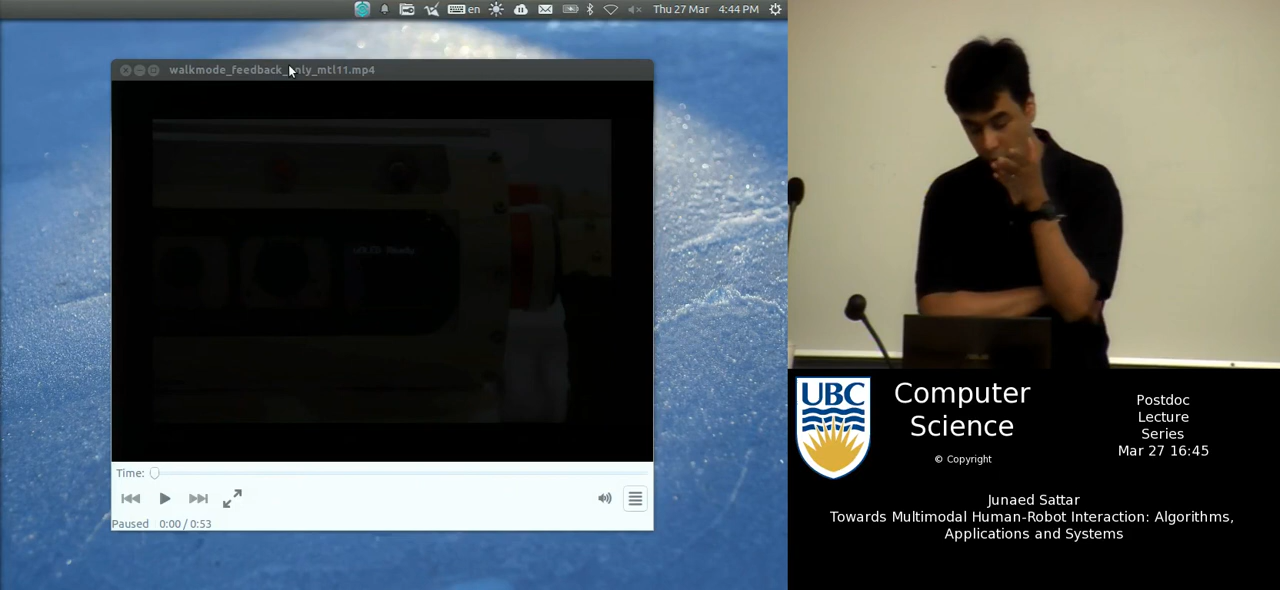 en
Thu 27 Mar
4:44 PM
walkmode_feedback_only_mtl11.mp4
Time:
Paused
0:00 / 0:53
UBC
Computer
Science
© Copyright
Postdoc
Lecture
Series
Mar 27 16:45
Junaed Sattar
Towards Multimodal Human-Robot Interaction: Algorithms,
Applications and Systems